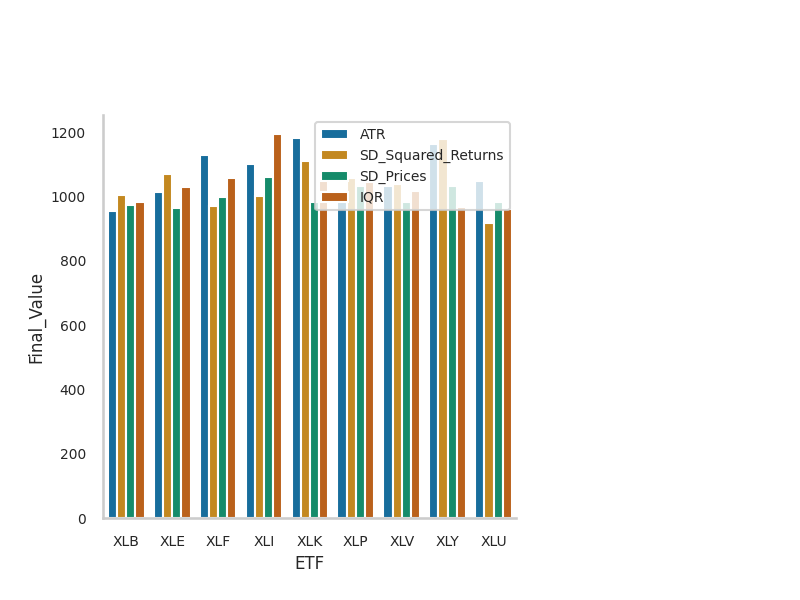 1200
1000
800
600
400
200
0
Final_Value
ATR
SD_Squared_Returns
SD_Prices
IQR
XLB XLE XLF XLI XLK XLP XLV XLY XLU
ETF